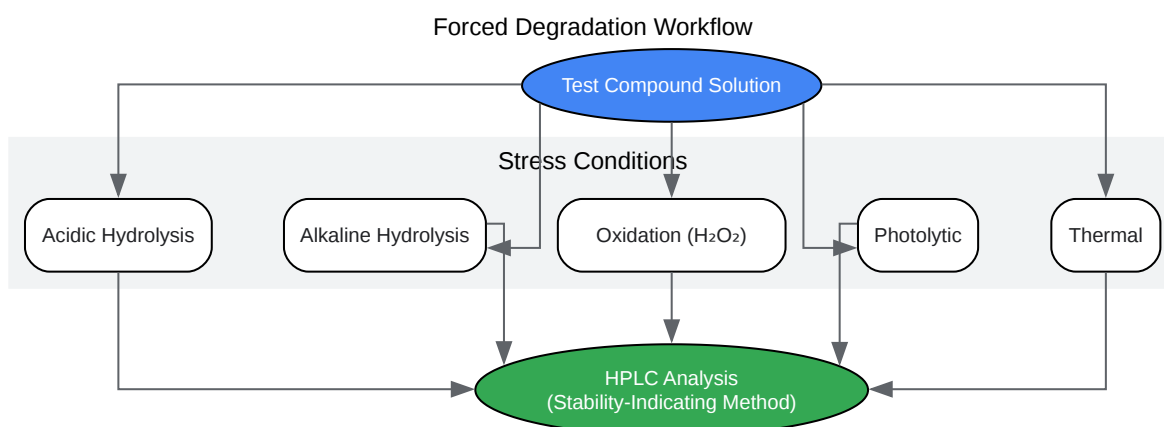 Forced Degradation Workflow
Test Compound Solution
Stress Conditions
Acidic Hydrolysis
Alkaline Hydrolysis
Oxidation (H₂O₂)
Photolytic
Thermal
HPLC Analysis
(Stability-Indicating Method)